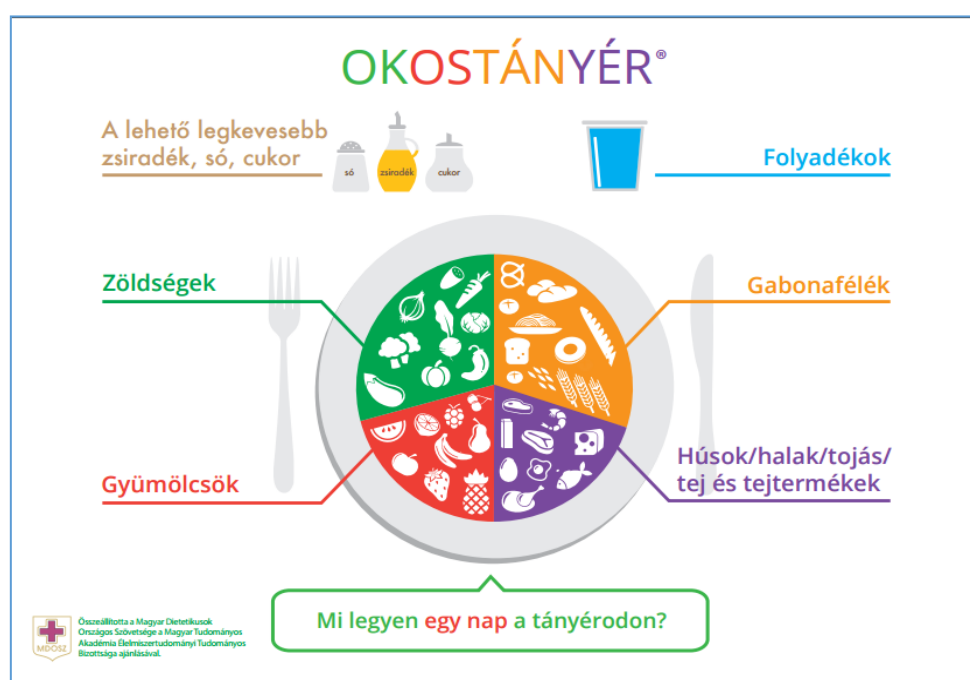 OKOSTÁNYÉR®
A lehető legkevesebb
zsiradék, só, cukor
só
zsiradék
cukor
Folyadékok
Zöldségek
Gabonafélék
Gyümölcsök
Húsok/halak/tojás/
tej és tejtermékek
Mi legyen egy nap a tányérodon?
MDOSZ
Összeállította a Magyar Dietetikusok
Országos Szövetsége a Magyar Tudományos
Akadémia Élelmiszertudományi Tudományos
Bizottsága ajánlásával.